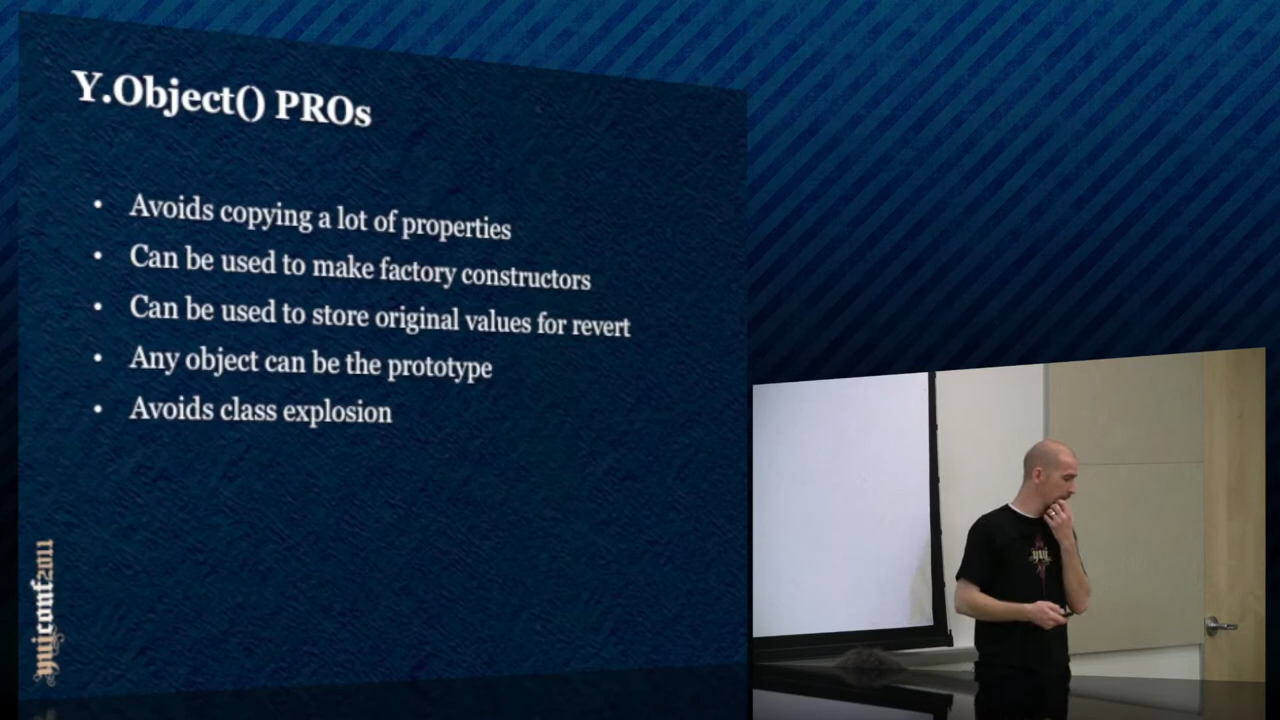 Y.Object() PROs
• Avoids copying a lot of properties
• Can be used to make factory constructors
• Can be used to store original values for revert
• Any object can be the prototype
• Avoids class explosion
yuiconf2011
yui